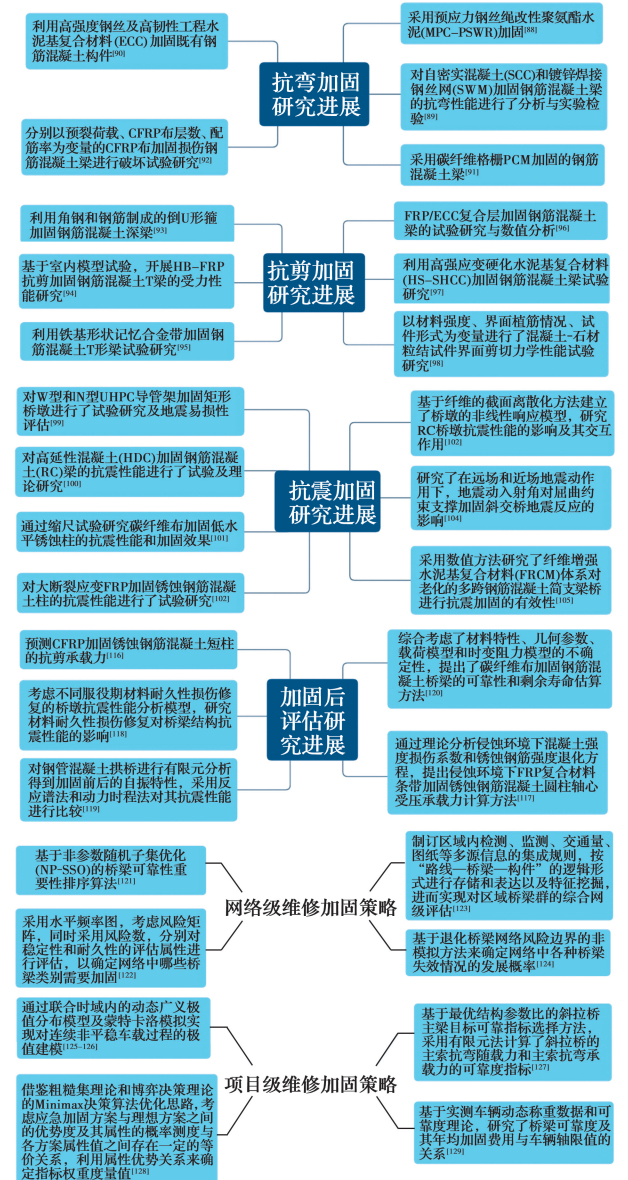 利用高强度钢丝及高韧性工程水
泥基复合材料(ECC)加固既有钢
筋混凝土构件[90]
分别以预裂荷载、CFRP布层数、配
筋率为变量的CFRP布加固损伤钢
筋混凝土梁进行破坏试验研究[92]
抗弯加固
研究进展
采用预应力钢丝绳改性聚氨酯水
泥(MPC-PSWR)加固[88]
对自密实混凝土(SCC)和镀锌焊接
钢丝网(SWM)加固钢筋混凝土梁
的抗弯性能进行了分析与实验检
验[89]
采用碳纤维格栅PCM加固的钢筋
混凝土梁[91]
利用角钢和钢筋制成的倒U形箍
加固钢筋混凝土深梁[93]
基于室内模型试验，开展HB-FRP
抗剪加固钢筋混凝土T梁的受力性
能研究[94]
利用铁基形状记忆合金带加固钢
筋混凝土T形梁试验研究[95]
抗剪加固
研究进展
FRP/ECC复合层加固钢筋混凝土
梁的试验研究与数值分析[96]
利用高强应变硬化水泥基复合材料
(HS-SHCC)加固钢筋混凝土梁试验
研究[97]
以材料强度、界面植筋情况、试
件形式为变量进行了混凝土-石材
粒结试件界面剪切力学性能试验
研究[98]
对W型和N型UHPC导管架加固矩形
桥墩进行了试验研究及地震易损性
评估[99]
对高延性混凝土(HDC)加固钢筋混凝
土(RC)梁的抗震性能进行了试验及理
论研究[100]
通过缩尺试验研究碳纤维布加固低水
平锈蚀柱的抗震性能和加固效果[101]
对大断裂应变FRP加固锈蚀钢筋混凝
土柱的抗震性能进行了试验研究[102]
抗震加固
研究进展
基于纤维的截面离散化方法建立
了桥墩的非线性响应模型，研究
RC桥墩抗震性能的影响及其交互
作用[102]
研究了在远场和近场地震动作
用下，地震动入射角对屈曲约
束支撑加固斜交桥地震反应的
影响[104]
采用数值方法研究了纤维增强
水泥基复合材料(FRCM)体系对
老化的多跨钢筋混凝土简支梁桥
进行抗震加固的有效性[105]
预测CFRP加固锈蚀钢筋混凝土短柱
的抗剪承载力[116]
考虑不同服役期材料耐久性损伤修
复的桥墩抗震性能分析模型，研究
材料耐久性损伤修复对桥梁结构抗
震性能的影响[118]
对钢管混凝土拱桥进行有限元分析
得到加固前后的自振特性，采用反
应谱法和动力时程法对其抗震性能
进行比较[119]
加固后
评估研
究进展
综合考虑了材料特性、几何参数、
载荷模型和时变阻力模型的不确
定性，提出了碳纤维布加固钢筋混
凝土桥梁的可靠性和剩余寿命估算
方法[120]
通过理论分析侵蚀环境下混凝土强
度损伤系数和锈蚀钢筋强度退化方
程，提出侵蚀环境下FRP复合材料
条带加固钢筋混凝土圆柱轴心
受压承载力计算方法[117]
基于非参数随机子集优化
(NP-SSO)的桥梁可靠性重
要性排序算法[121]
采用水平频率图，考虑风险矩
阵，同时采用风险数，分别对
稳定性和耐久性的评估属性进
行评估，以确定网络中哪些桥
梁类别需要加固[122]
网络级维修加固策略
制订区域内检测、监测、交通量、
图纸等多源信息的集成规则，按
“路线—桥梁—构件”的逻辑形
式进行存储和表达以及特征挖掘，
进而实现对区域桥梁群的综合网
级评估[123]
基于退化桥梁网络风险边界的非
模拟方法来确定网络中各种桥梁
失效情况的发展概率[124]
通过联合时域内的动态广义极
值分布模型及蒙特卡洛模拟实
现对连续非平稳车载过程的极
值建模[125-126]
借鉴粗糙集理论和博弈决策理论
的Minimax决策算法优化思路，考
虑应急加固方案与理想方案之间
的优势度及其属性的概率测度与
各方案属性值之间存在一定的等
价关系，利用属性优势关系来确
定指标权重度量值[128]
项目级维修加固策略
基于最优结构参数比的斜拉桥
主梁目标可靠指标选择方法，
采用有限元法计算了斜拉桥的
主索抗弯随载力和主索抗弯承
载力的可靠度指标[127]
基于实测车辆动态称重数据和可
靠度理论，研究了桥梁可靠度及
其年均加固费用与车辆轴限值的
关系[129]